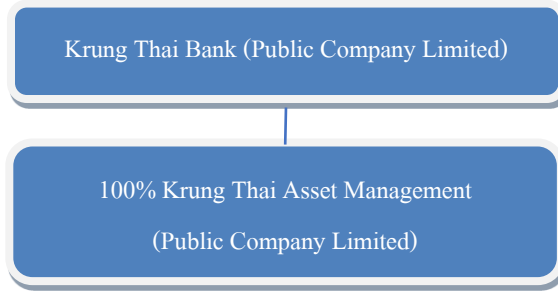 Krung Thai Bank (Public Company Limited)
100% Krung Thai Asset Management
(Public Company Limited)